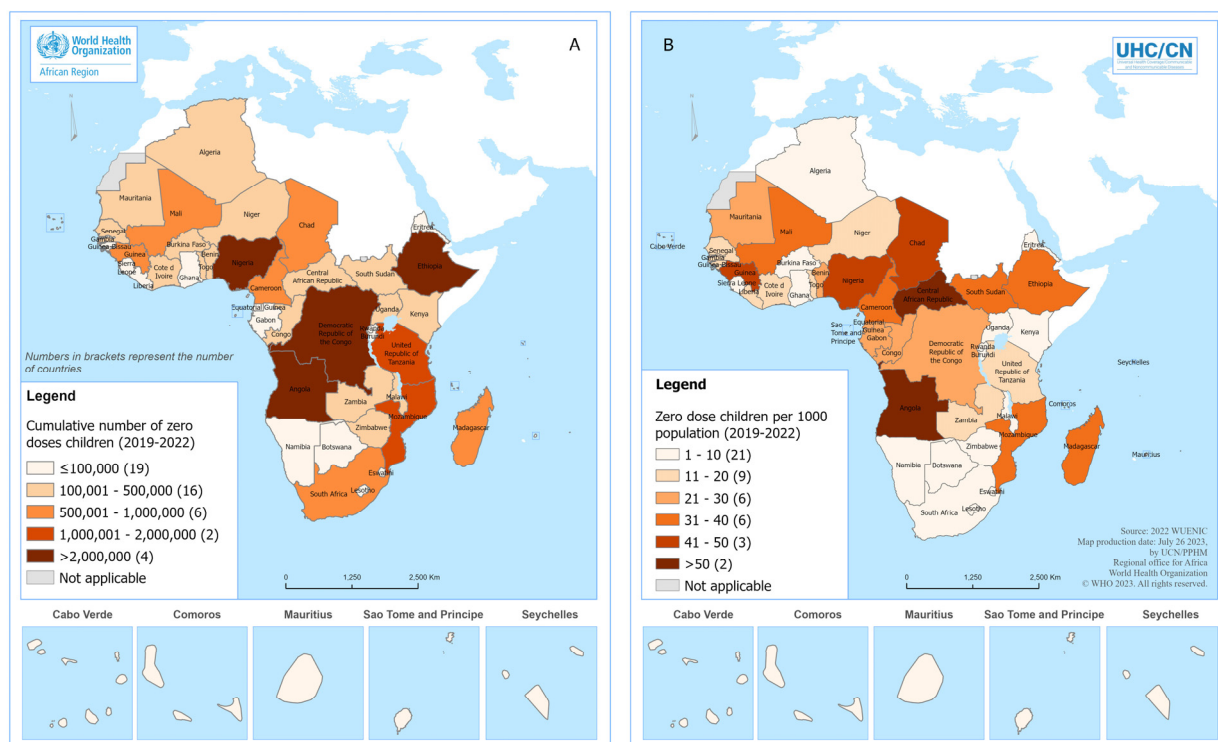 World Health
Organization
African Region
A
Algeria
Mauritania
Mali
Niger
Chad
Eritrea
Senegal
Gambia
Guinea-Bissau
Guinea
Sierra
Leone
Liberia
Cote d
Ivoire
Burkina Faso
Ghana
Togo
Benin
Nigeria
Cameroon
Central
African Republic
South Sudan
Ethiopia
Equatorial Guinea
Gabon
Congo
Democratic
Republic of
the Congo
Uganda
Kenya
Rwanda
Burundi
United
Republic of
Tanzania
Angola
Zambia
Malawi
Mozambique
Zimbabwe
Namibia
Botswana
Madagascar
Eswatini
Lesotho
South Africa
Numbers in brackets represent the number
of countries
Legend
Cumulative number of zero
doses children (2019-2022)
≤100,000 (19)
100,001 - 500,000 (16)
500,001 - 1,000,000 (6)
1,000,001 - 2,000,000 (2)
>2,000,000 (4)
Not applicable
0 1,250 2,500 Km
Cabo Verde
Comoros
Mauritius
Sao Tome and Principe
Seychelles
B
UHC/CN
Universal Health Coverage/Communicable
and Noncommunicable Diseases
Algeria
Mauritania
Mali
Niger
Chad
Eritrea
Cabo Verde
Senegal
Gambia
Guinea-Bissau
Guinea
Sierra Leone
Liberia
Cote d
Ivoire
Burkina Faso
Ghana
Togo
Benin
Nigeria
Cameroon
Central
African Republic
South Sudan
Ethiopia
Sao
Tome and
Principe
Equatorial
Guinea
Gabon
Congo
Democratic
Republic of
the Congo
Uganda
Kenya
Rwanda
Burundi
United
Republic of
Tanzania
Seychelles
Angola
Zambia
Malawi
Comoros
Mozambique
Zimbabwe
Namibia
Botswana
Madagascar
Mauritius
Eswatini
Lesotho
South Africa
Legend
Zero dose children per 1000
population (2019-2022)
1 - 10 (21)
11 - 20 (9)
21 - 30 (6)
31 - 40 (6)
41 - 50 (3)
>50 (2)
Not applicable
Source: 2022 WUENIC
Map production date: July 26 2023,
by UCN/PPHM
Regional office for Africa
World Health Organization
© WHO 2023. All rights reserved.
0 1,250 2,500 Km
Cabo Verde
Comoros
Mauritius
Sao Tome and Principe
Seychelles